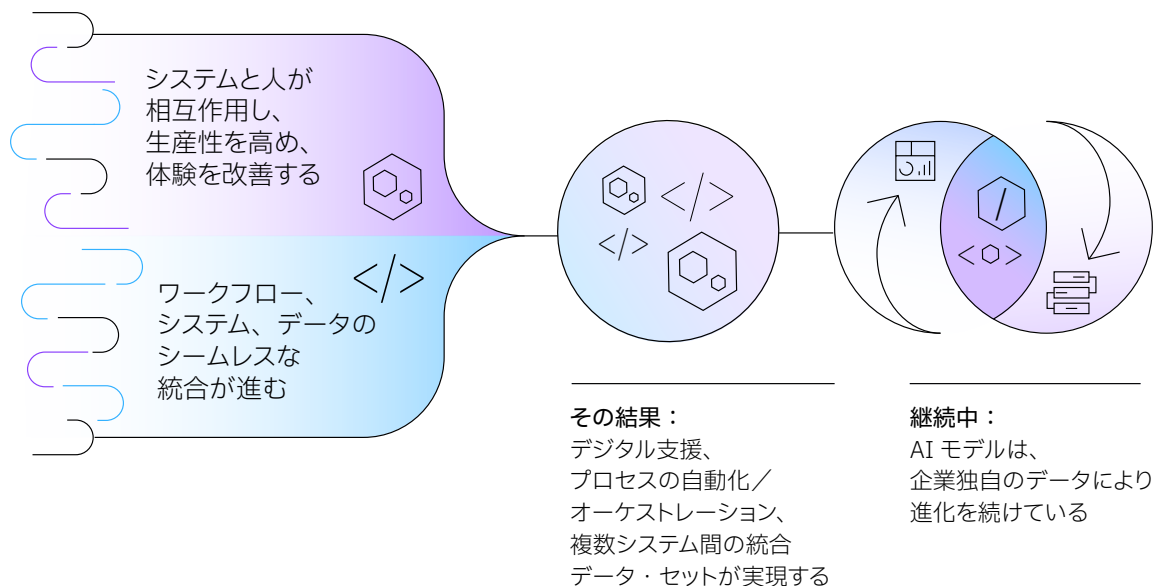 システムと人が
相互作用し、
生産性を高め、
体験を改善する
ワークフロー、
システム、データの
シームレスな
統合が進む
その結果：
デジタル支援、
プロセスの自動化／
オーケストレーション、
複数システム間の統合
データ・セットが実現する
継続中：
AI モデルは、
企業独自のデータにより
進化を続けている